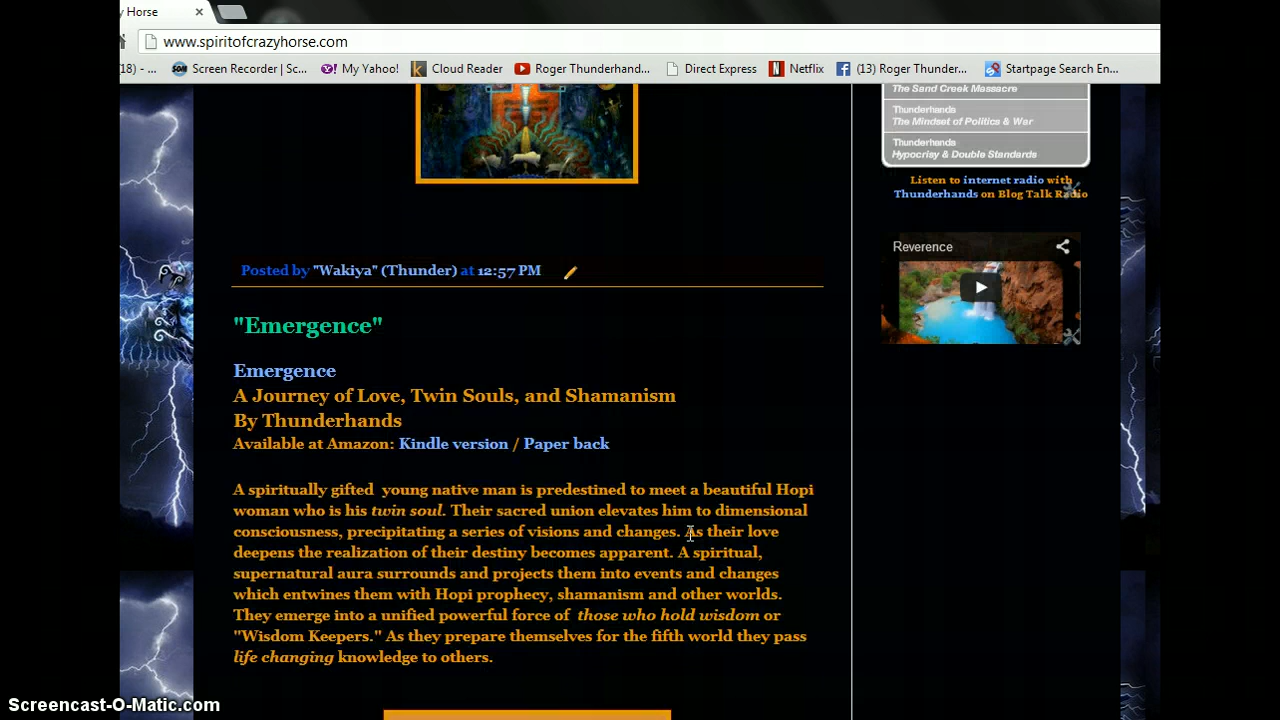 y Horse
www.spiritofcrazyhorse.com
18) - ... Screen Recorder | Sc... My Yahoo! Cloud Reader Roger Thunderhand... Direct Express Netflix (13) Roger Thunder... Startpage Search En...
The Sand Creek Massacre
Thunderhands
The Mindset of Politics & War
Thunderhands
Hypocrisy & Double Standards
Listen to internet radio with
Thunderhands on Blog Talk Radio
Reverence
Posted by "Wakiya" (Thunder) at 12:57 PM
"Emergence"
Emergence
A Journey of Love, Twin Souls, and Shamanism
By Thunderhands
Available at Amazon: Kindle version / Paper back
A spiritually gifted young native man is predestined to meet a beautiful Hopi
woman who is his twin soul. Their sacred union elevates him to dimensional
consciousness, precipitating a series of visions and changes. As their love
deepens the realization of their destiny becomes apparent. A spiritual,
supernatural aura surrounds and projects them into events and changes
which entwines them with Hopi prophecy, shamanism and other worlds.
They emerge into a unified powerful force of those who hold wisdom or
"Wisdom Keepers." As they prepare themselves for the fifth world they pass
life changing knowledge to others.
Screencast-O-Matic.com